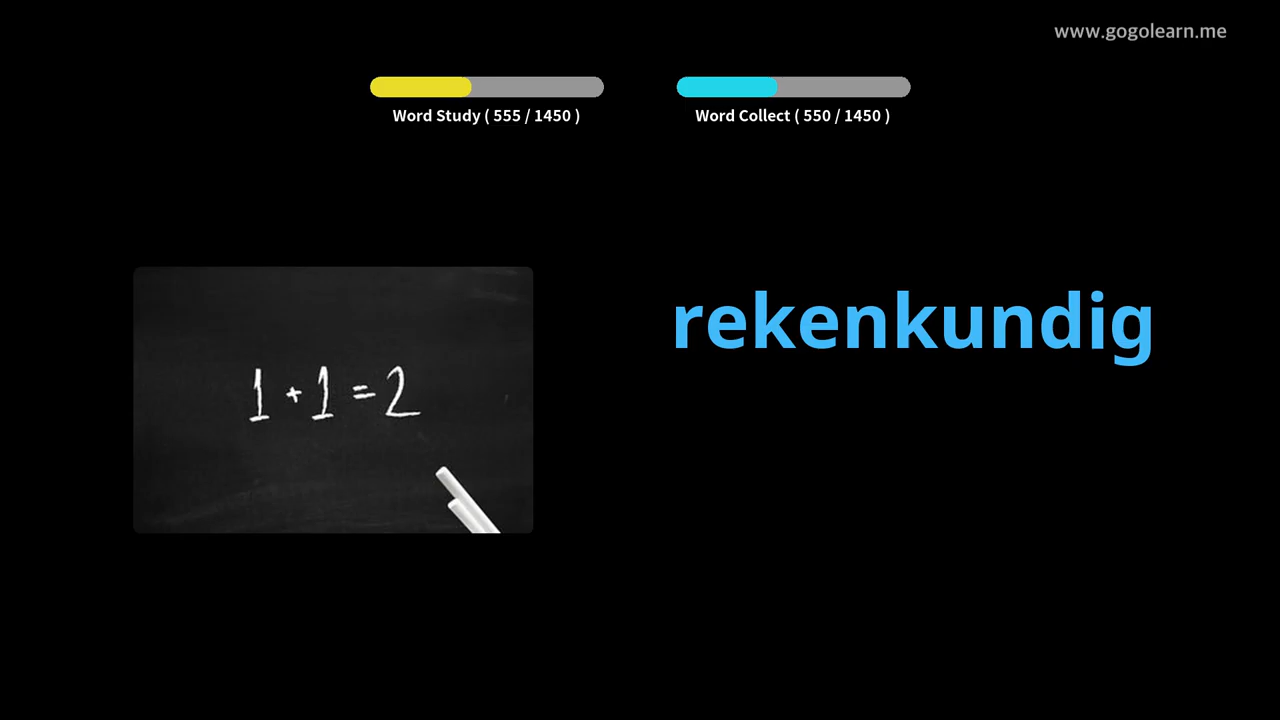 www.gogolearn.me
Word Study ( 555 / 1450 )
Word Collect ( 550 / 1450 )
rekenkundig
1 + 1 = 2